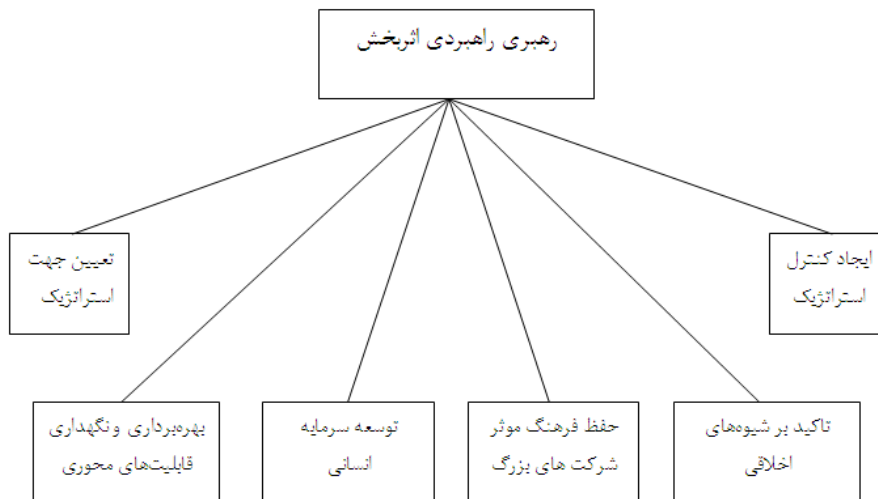 رهبری راهبردی اثربخش
ایجاد کنترل
استراتژیک
تعیین جهت
استراتژیک
تاکید بر شیوه‌های
اخلاقی
حفظ فرهنگ موثر
شرکت های بزرگ
توسعه سرمایه
انسانی
بهره‌برداری و نگهداری
قابلیت‌های محوری